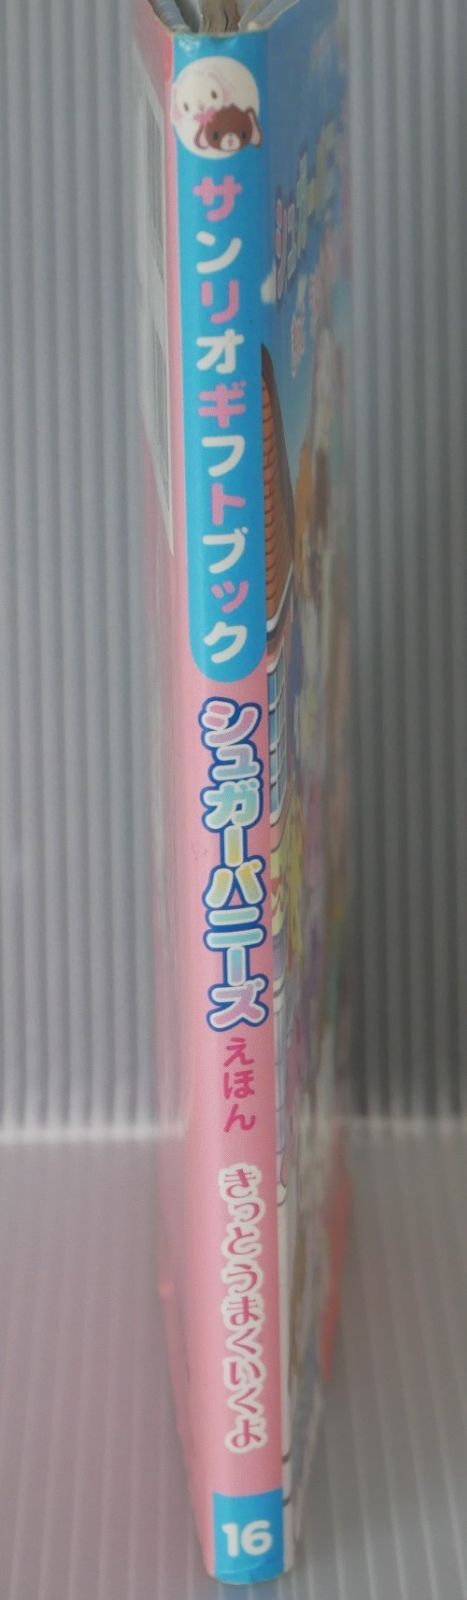 サンリオギフトブック
シュガーバニーズ
えほん
きっとうまくいくよ
16